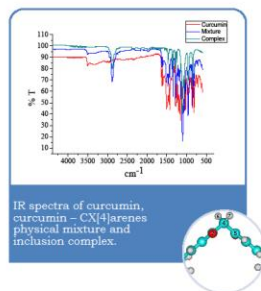 Curcumin
Mixture
Complex
110
100
90
80
70
60
50
40
30
20
10
% T
4000 3500 3000 2500 2000 1500 1000 500
cm-1
IR spectra of curcumin,
curcumin – CX[4]arenes
physical mixture and
inclusion complex.